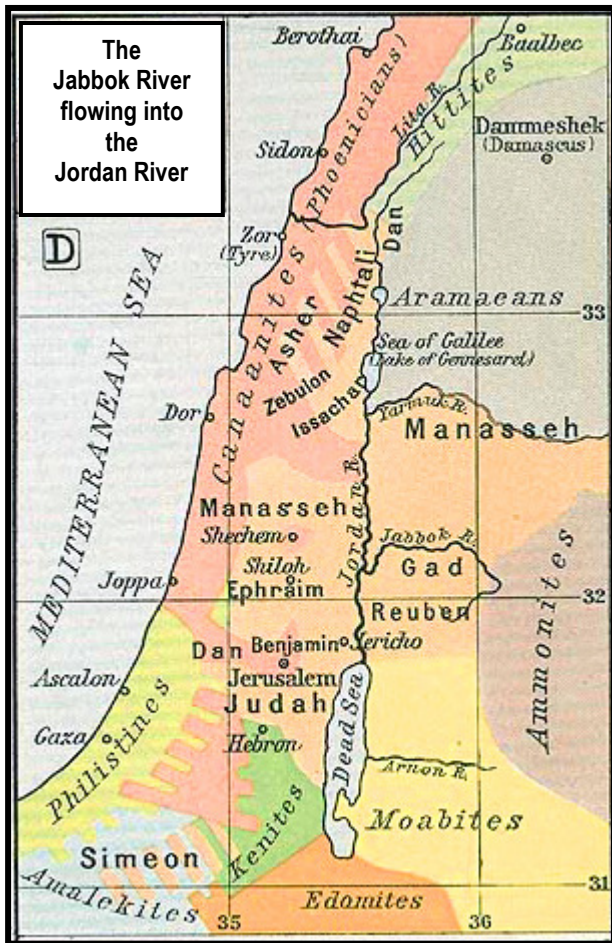 The
Jabbok River
flowing into
the
Jordan River
D
Berothai
Baalbec
Lita R.
Hittites
Dammeshek
(Damascus)
Sidon
(Phoenicians)
Zor
(Tyre)
Dan
Naphtali
Aramaeans
33
MEDITERRANEAN SEA
Canaanites
Asher
Sea of Galilee
(Lake of Gennesaret)
Zebulon
Issachar
Dor
Yarmuk R.
Manasseh
Manasseh
Jordan R.
Shechem
Jabbok R.
Shiloh
Gad
Joppa
Ephraim
32
Reuben
Ammonites
Dan
Benjamin
Jericho
Jerusalem
Ascalon
Judah
Dead Sea
Gaza
Hebron
Philistines
Arnon R.
Moabites
Kenites
Simeon
Amalekites
Edomites
31
35
36